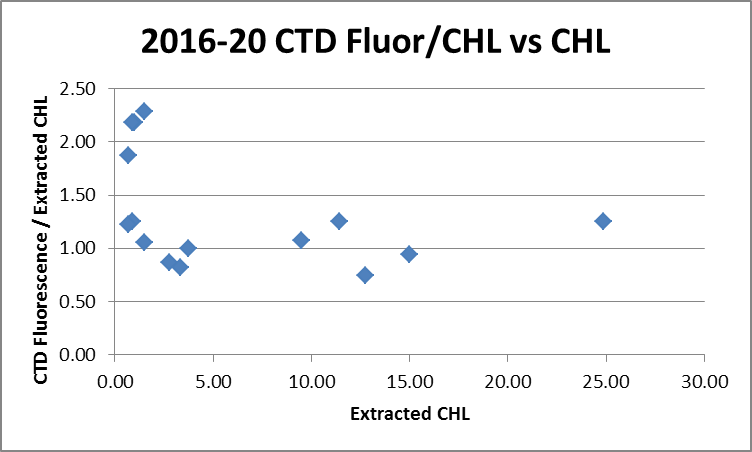 2016-20 CTD Fluor/CHL vs CHL
CTD Fluorescence / Extracted CHL
2.50
2.00
1.50
1.00
0.50
0.00
0.00 5.00 10.00 15.00 20.00 25.00 30.00
Extracted CHL